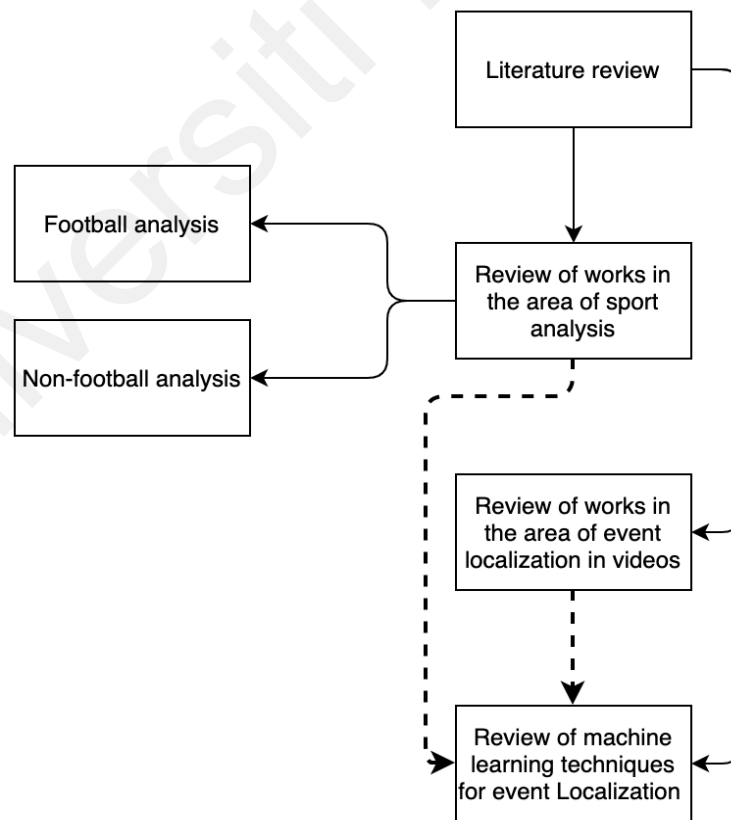 Literature review
Football analysis
Review of works in
the area of sport
analysis
Non-football analysis
Review of works in
the area of event
localization in videos
Review of machine
learning techniques
for event Localization